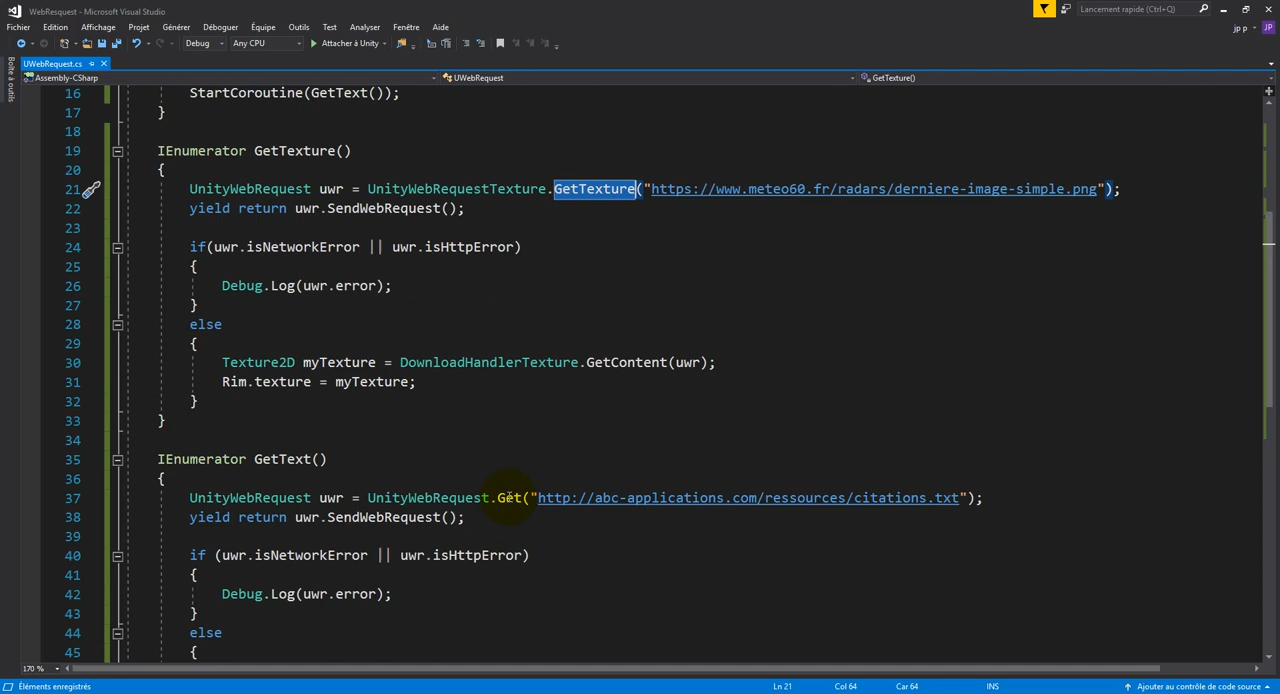 WebResquest - Microsoft Visual Studio
Lancement rapide (Ctrl+Q)
Fichier Edition Affichage Projet Générer Déboguer Équipe Outils Test Analyser Fenêtre Aide
jp p
JP
Debug Any CPU Attacher à Unity
Boîte à outils
UWebRequest.cs
Assembly-CSharp UWebRequest GetTexture()
16 StartCoroutine(GetText());
17 }
18
19 IEnumerator GetTexture()
20 {
21 UnityWebRequest uwr = UnityWebRequestTexture.GetTexture("https://www.meteo60.fr/radars/derniere-image-simple.png");
22 yield return uwr.SendWebRequest();
23
24 if(uwr.isNetworkError || uwr.isHttpError)
25 {
26 Debug.Log(uwr.error);
27 }
28 else
29 {
30 Texture2D myTexture = DownloadHandlerTexture.GetContent(uwr);
31 Rim.texture = myTexture;
32 }
33 }
34
35 IEnumerator GetText()
36 {
37 UnityWebRequest uwr = UnityWebRequest.Get("http://abc-applications.com/ressources/citations.txt");
38 yield return uwr.SendWebRequest();
39
40 if (uwr.isNetworkError || uwr.isHttpError)
41 {
42 Debug.Log(uwr.error);
43 }
44 else
45 {
170 %
Éléments enregistrés Ln 21 Col 64 Car 64 INS Ajouter au contrôle de code source